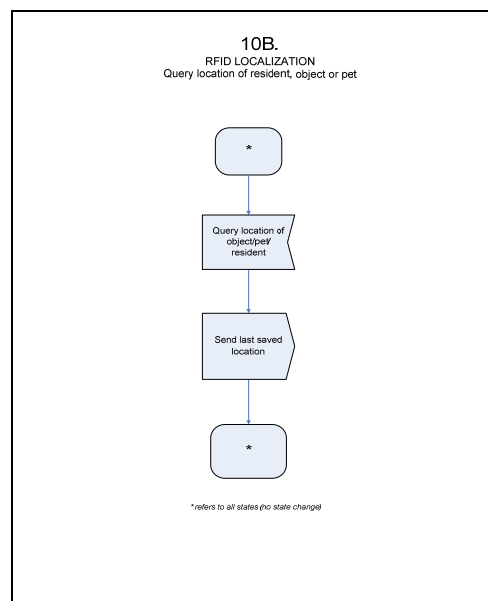 10B.
RFID LOCALIZATION
Query location of resident, object or pet
*
Query location of
object/pet/
resident
Send last saved
location
*
* refers to all states (no state change)